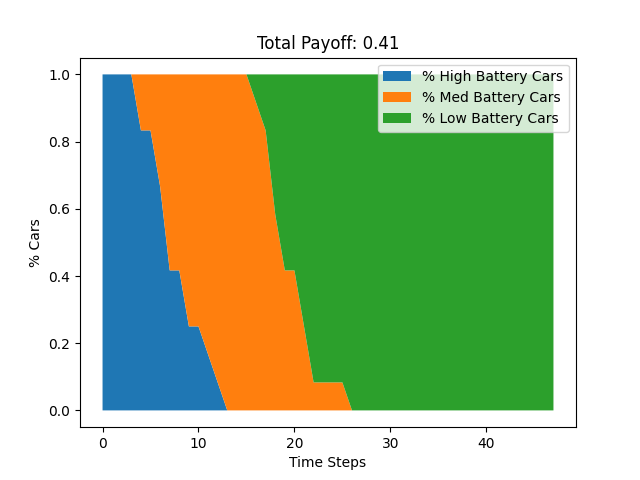 Total Payoff: 0.41
% High Battery Cars
% Med Battery Cars
% Low Battery Cars
1.0
0.8
0.6
0.4
0.2
0.0
% Cars
0
10
20
30
40
Time Steps